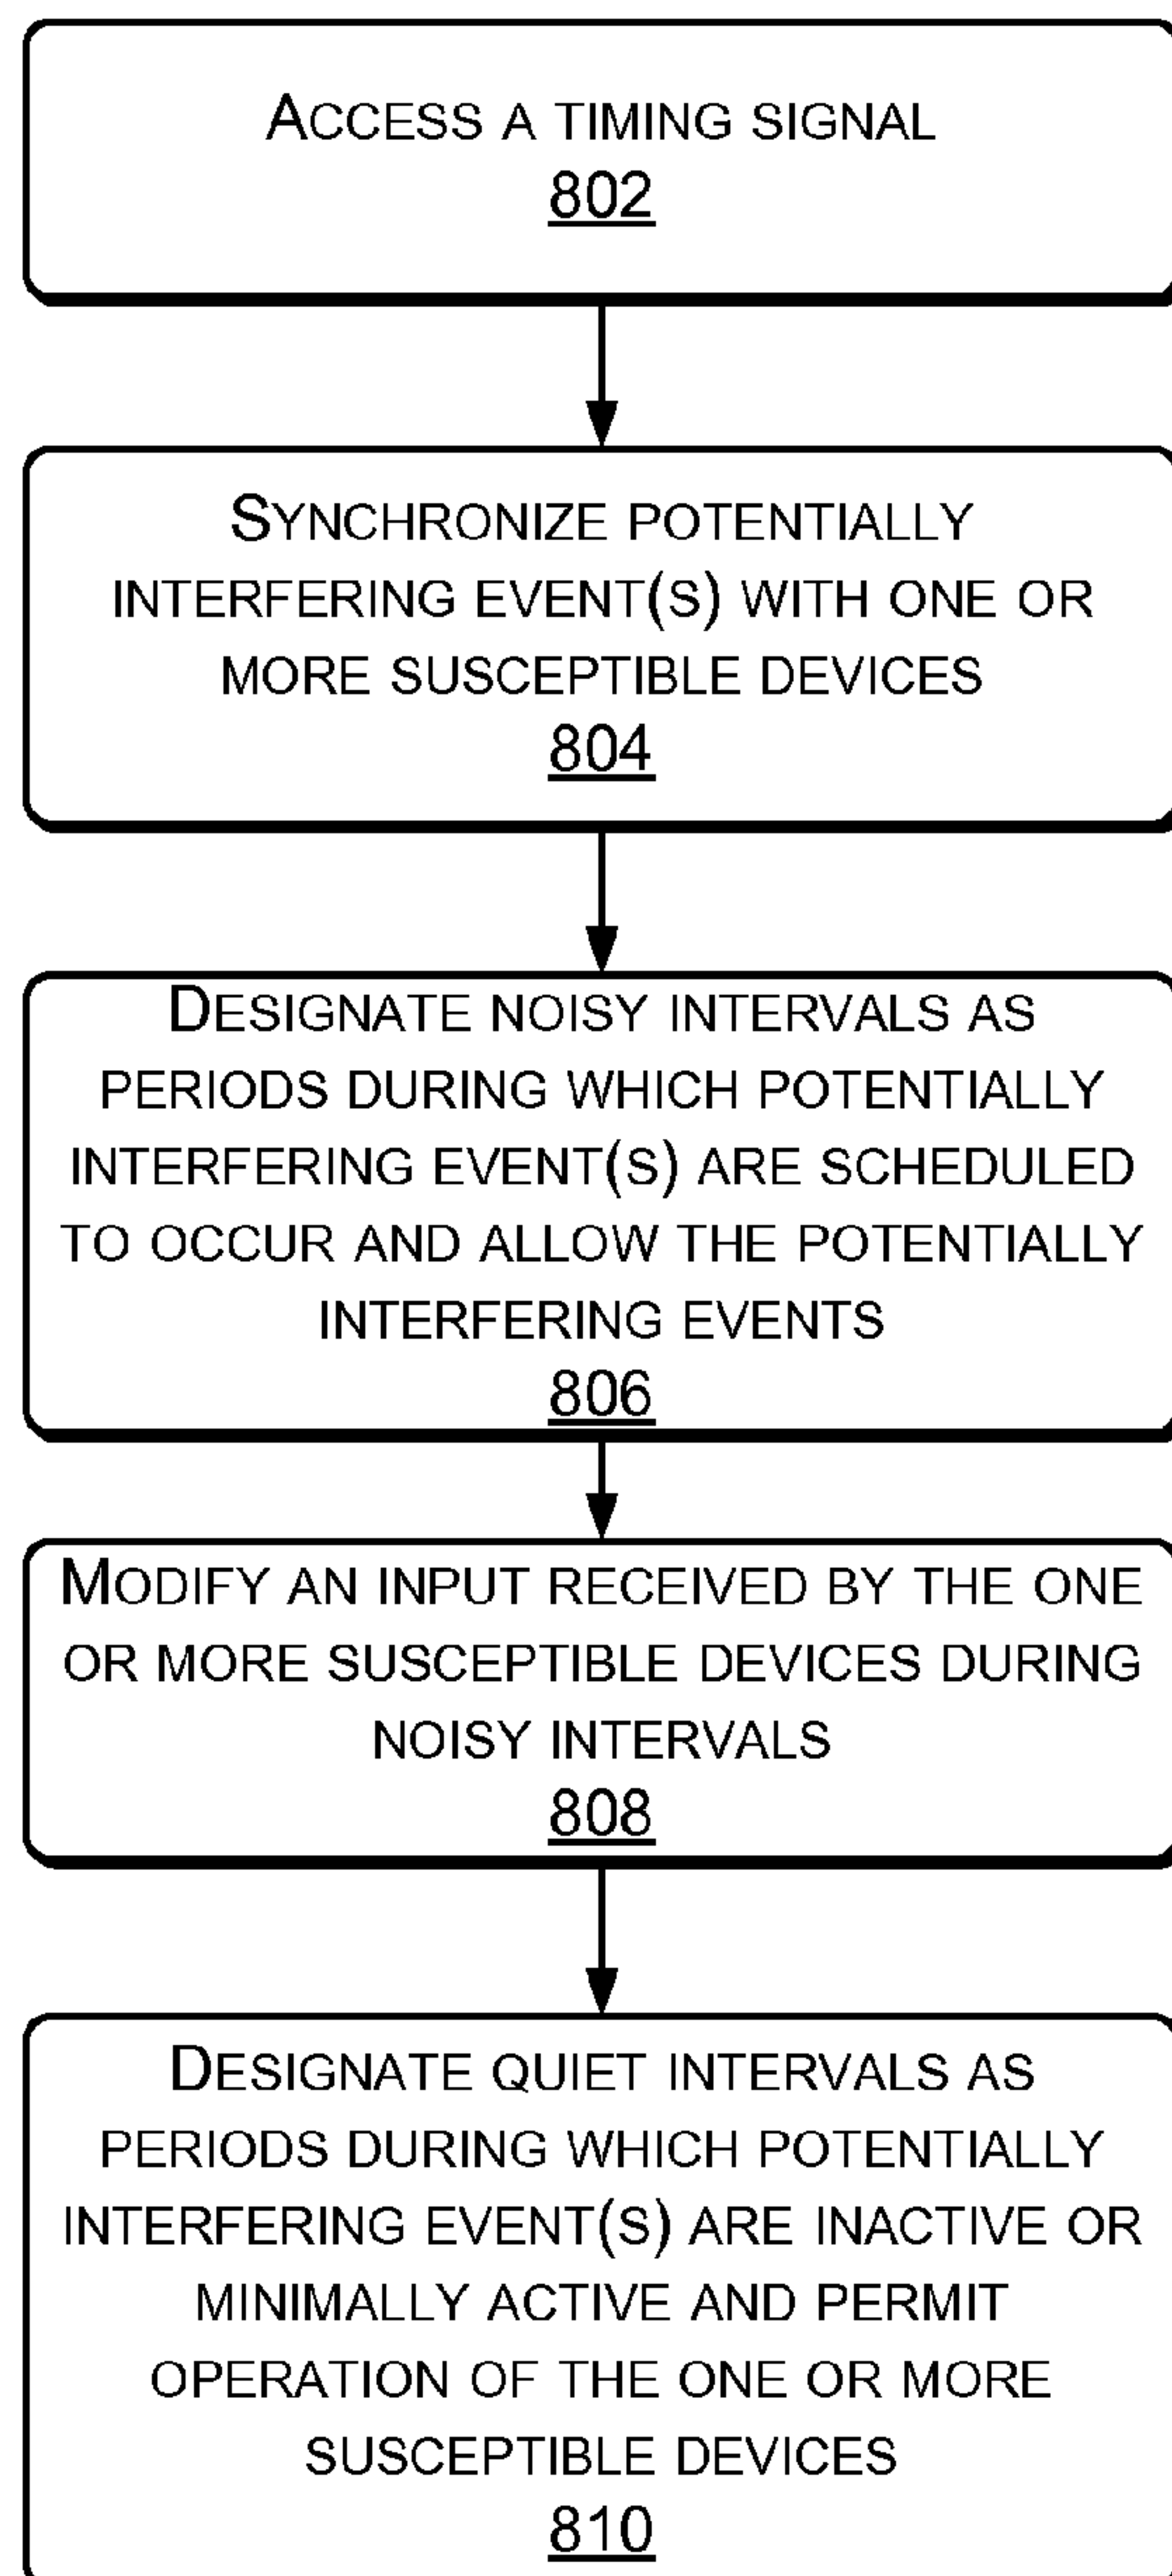 ACCESS A TIMING SIGNAL
802
SYNCHRONIZE POTENTIALLY
INTERFERING EVENT(S) WITH ONE OR
MORE SUSCEPTIBLE DEVICES
804
DESIGNATE NOISY INTERVALS AS
PERIODS DURING WHICH POTENTIALLY
INTERFERING EVENT(S) ARE SCHEDULED
TO OCCUR AND ALLOW THE POTENTIALLY
INTERFERING EVENTS
806
MODIFY AN INPUT RECEIVED BY THE ONE
OR MORE SUSCEPTIBLE DEVICES DURING
NOISY INTERVALS
808
DESIGNATE QUIET INTERVALS AS
PERIODS DURING WHICH POTENTIALLY
INTERFERING EVENT(S) ARE INACTIVE OR
MINIMALLY ACTIVE AND PERMIT
OPERATION OF THE ONE OR MORE
SUSCEPTIBLE DEVICES
810